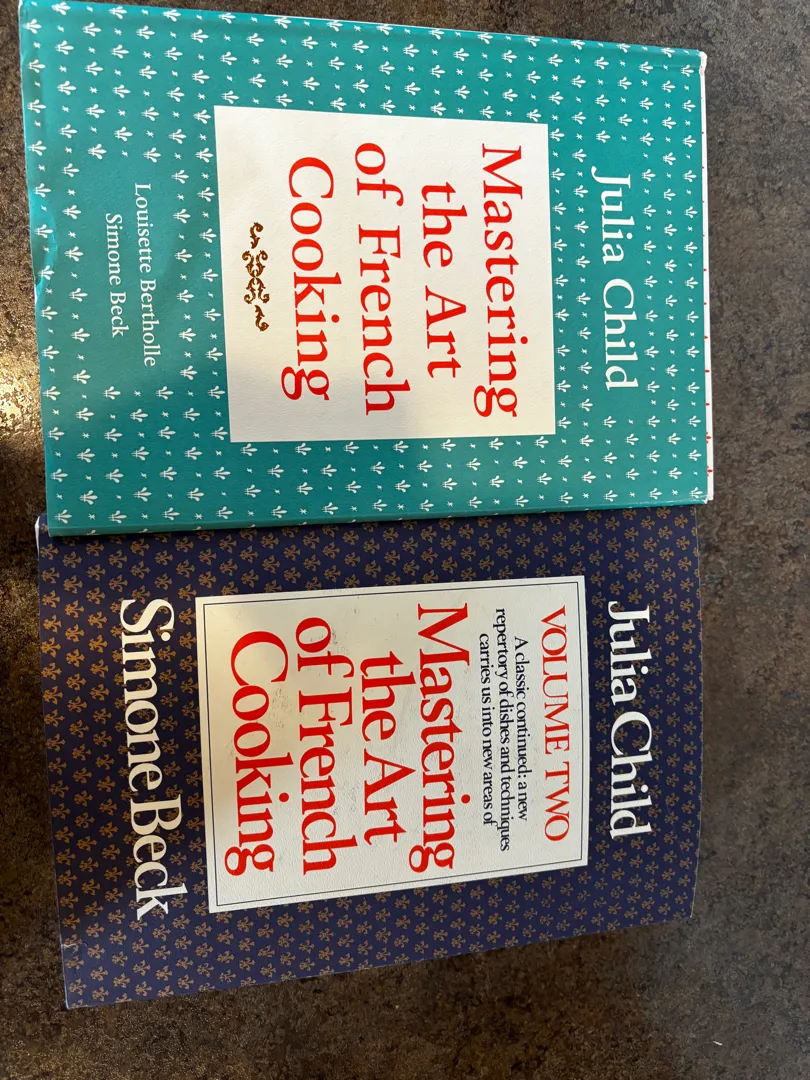 Julia Child
Mastering
the Art
of French
Cooking
Louisette Bertholle
Simone Beck
Julia Child
VOLUME TWO
A classic continued: a new
repertory of dishes and techniques
carries us into new areas of
Mastering
the Art
of French
Cooking
Simone Beck